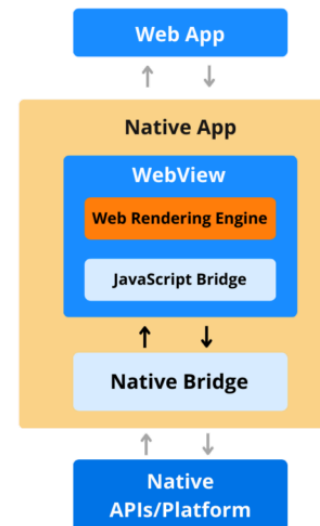 Web App
Native App
WebView
Web Rendering Engine
JavaScript Bridge
Native Bridge
Native
APIs/Platform